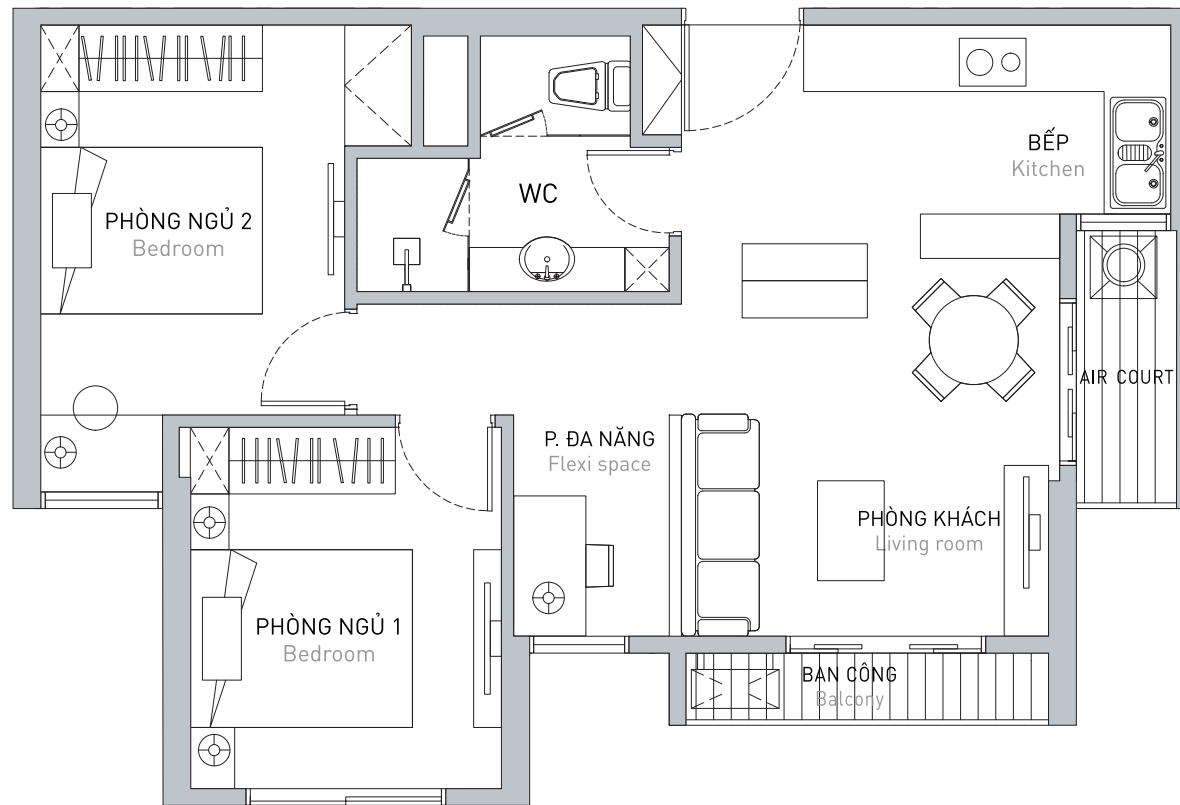 BẾP
Kitchen
WC
PHÒNG NGỦ 2
Bedroom
AIR COURT
P. ĐA NĂNG
Flexi space
PHÒNG KHÁCH
Living room
PHÒNG NGỦ 1
Bedroom
BAN CÔNG
Balcony